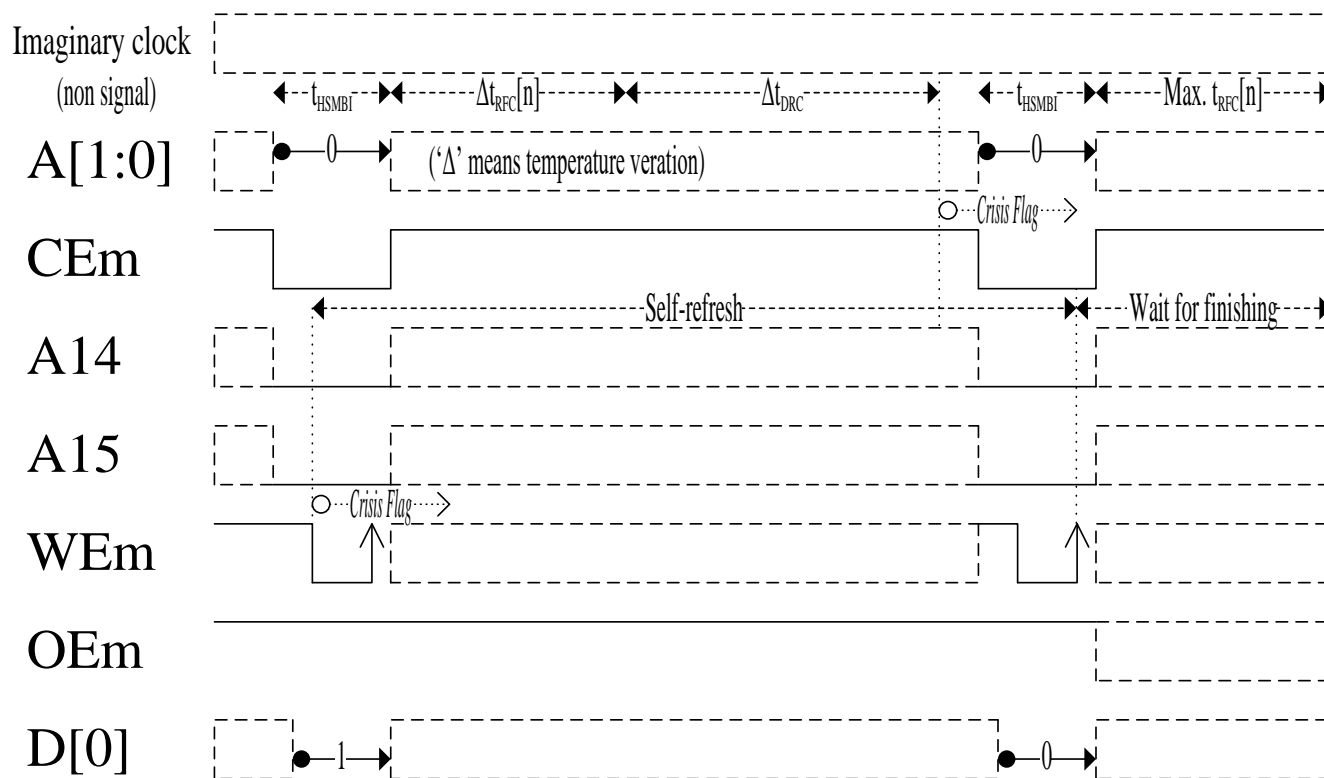 Imaginary clock
(non signal)
tHSMBI ΔtRFC[n] ΔtDRC tHSMBI Max. tRFC[n]
A[1:0] 0 (‘Δ’ means temperature veration) 0
Crisis Flag
CEm
Self-refresh Wait for finishing
A14
A15
Crisis Flag
WEm
OEm
D[0] 1 0